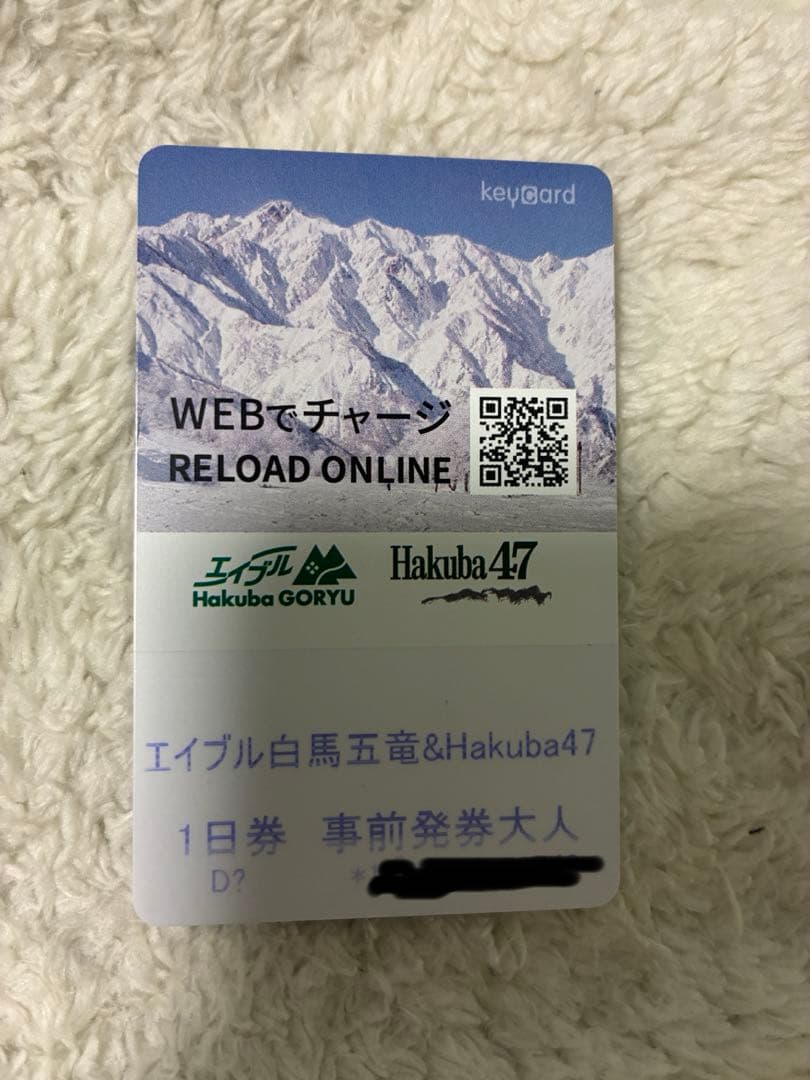 keycard
WEBでチャージ
RELOAD ONLINE
エイブル
Hakuba GORYU
Hakuba47
エイブル白馬五竜&Hakuba47
1日券 事前発券大人
D? *